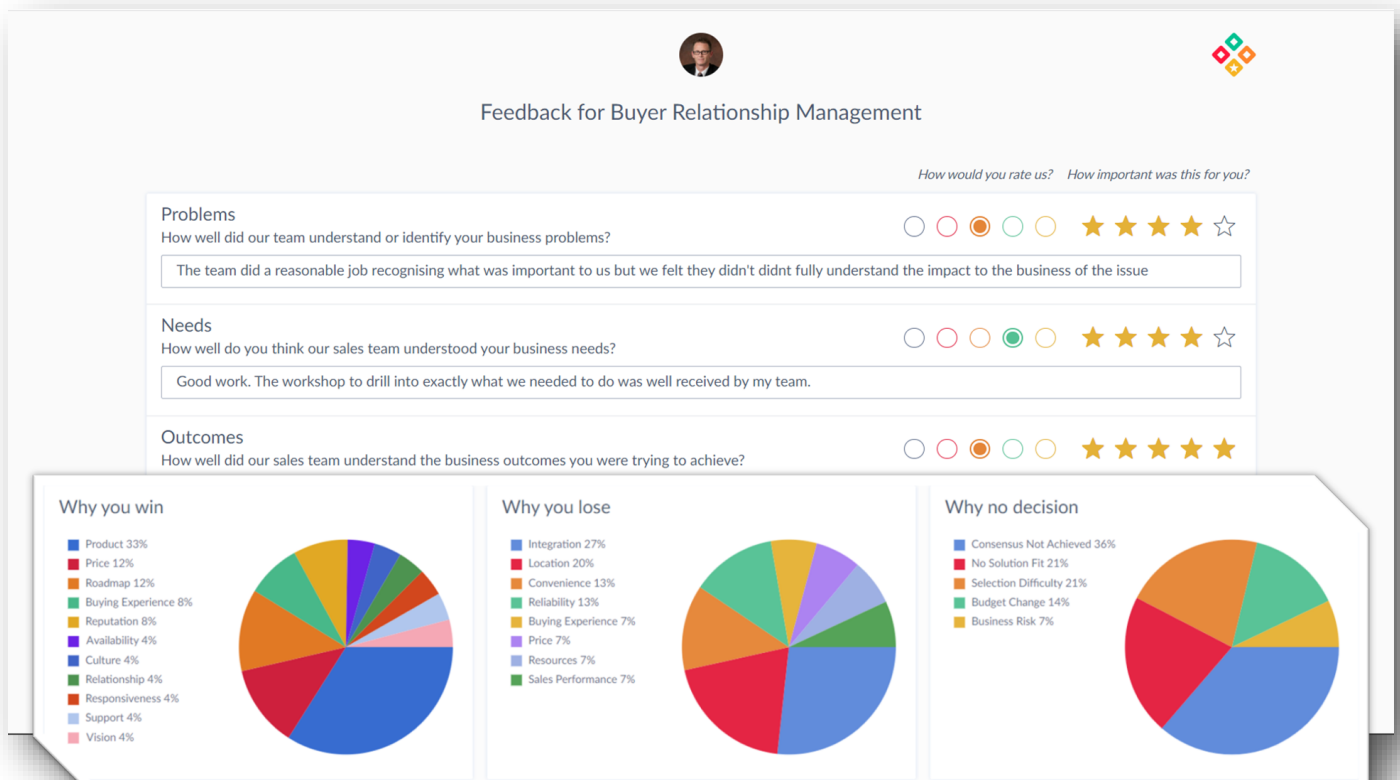 Feedback for Buyer Relationship Management
How would you rate us? How important was this for you?
Problems
How well did our team understand or identify your business problems?
The team did a reasonable job recognising what was important to us but we felt they didn't didnt fully understand the impact to the business of the issue
Needs
How well do you think our sales team understood your business needs?
Good work. The workshop to drill into exactly what we needed to do was well received by my team.
Outcomes
How well did our sales team understand the business outcomes you were trying to achieve?
Why you win
Product 33%
Price 12%
Roadmap 12%
Buying Experience 8%
Reputation 8%
Availability 4%
Culture 4%
Relationship 4%
Responsiveness 4%
Support 4%
Vision 4%
Why you lose
Integration 27%
Location 20%
Convenience 13%
Reliability 13%
Buying Experience 7%
Price 7%
Resources 7%
Sales Performance 7%
Why no decision
Consensus Not Achieved 36%
No Solution Fit 21%
Selection Difficulty 21%
Budget Change 14%
Business Risk 7%